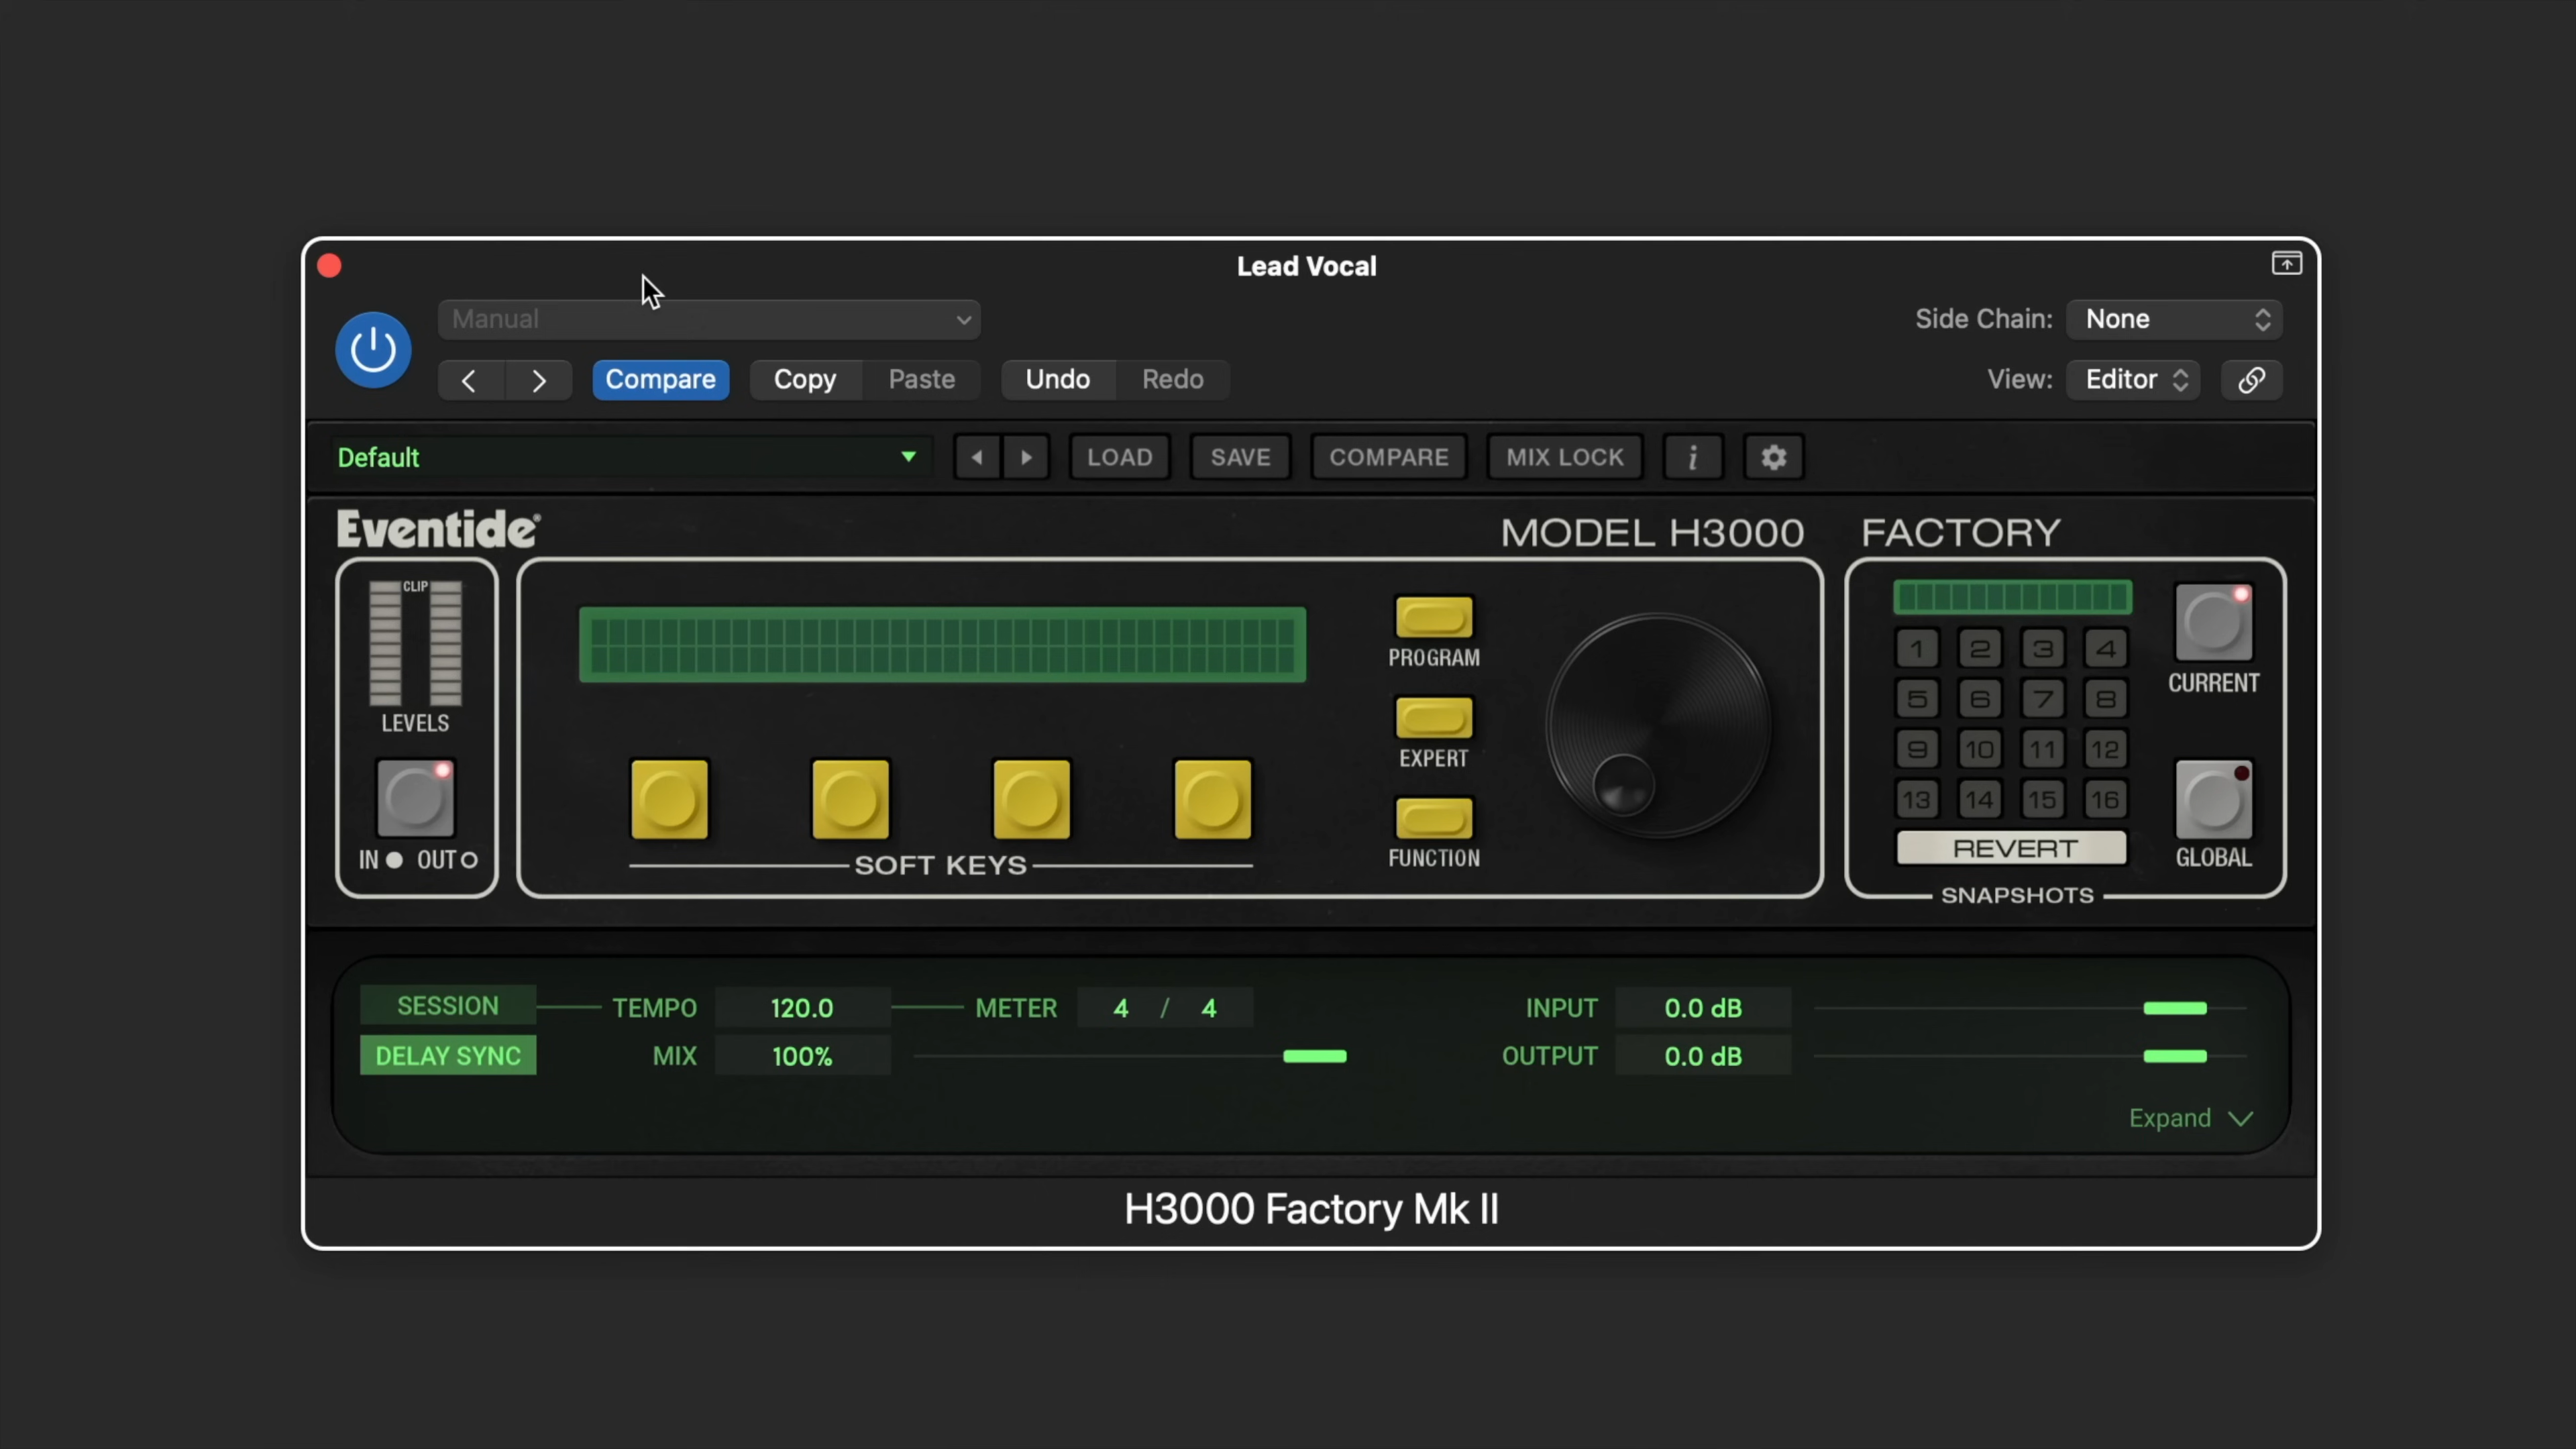 Lead Vocal
Manual
Side Chain: None
Compare Copy Paste Undo Redo
View: Editor
Default
LOAD SAVE COMPARE MIX LOCK i
Eventide®
MODEL H3000 FACTORY
CLIP
LEVELS
IN OUT
SOFT KEYS
PROGRAM
EXPERT
FUNCTION
1 2 3 4
5 6 7 8
9 10 11 12
13 14 15 16
REVERT
SNAPSHOTS
CURRENT
GLOBAL
SESSION TEMPO 120.0 METER 4 / 4 INPUT 0.0 dB
DELAY SYNC MIX 100% OUTPUT 0.0 dB
Expand
H3000 Factory Mk II